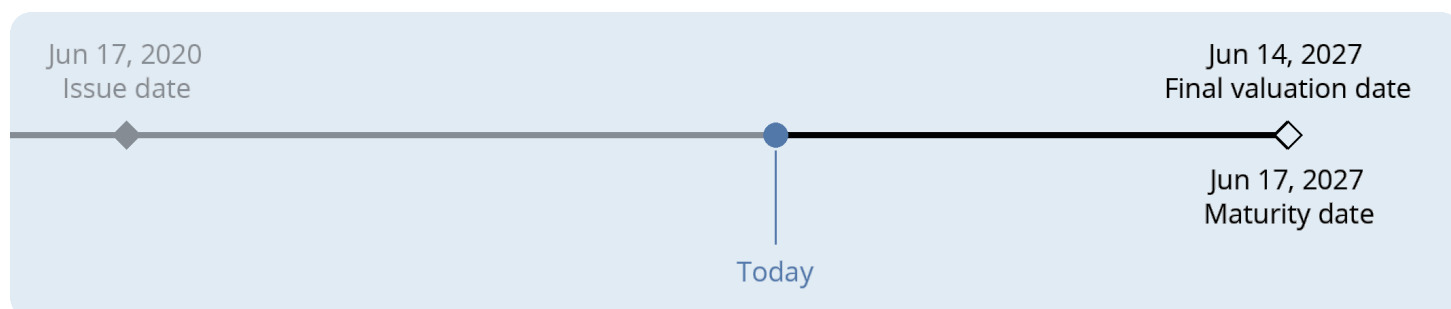 Jun 17, 2020
Issue date
Jun 14, 2027
Final valuation date
Jun 17, 2027
Maturity date
Today